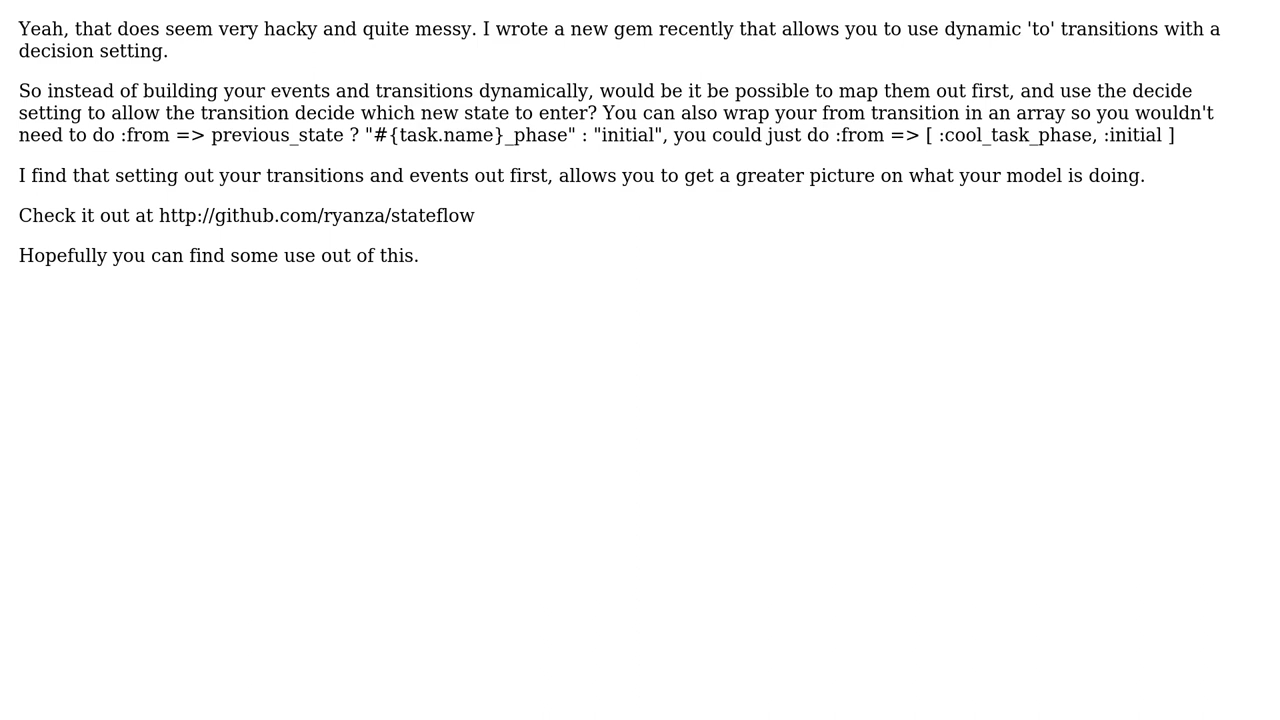 Yeah, that does seem very hacky and quite messy. I wrote a new gem recently that allows you to use dynamic 'to' transitions with a
decision setting.
So instead of building your events and transitions dynamically, would be it be possible to map them out first, and use the decide
setting to allow the transition decide which new state to enter? You can also wrap your from transition in an array so you wouldn't
need to do :from => previous_state ? "#{task.name}_phase" : "initial", you could just do :from => [ :cool_task_phase, :initial ]
I find that setting out your transitions and events out first, allows you to get a greater picture on what your model is doing.
Check it out at http://github.com/ryanza/stateflow
Hopefully you can find some use out of this.